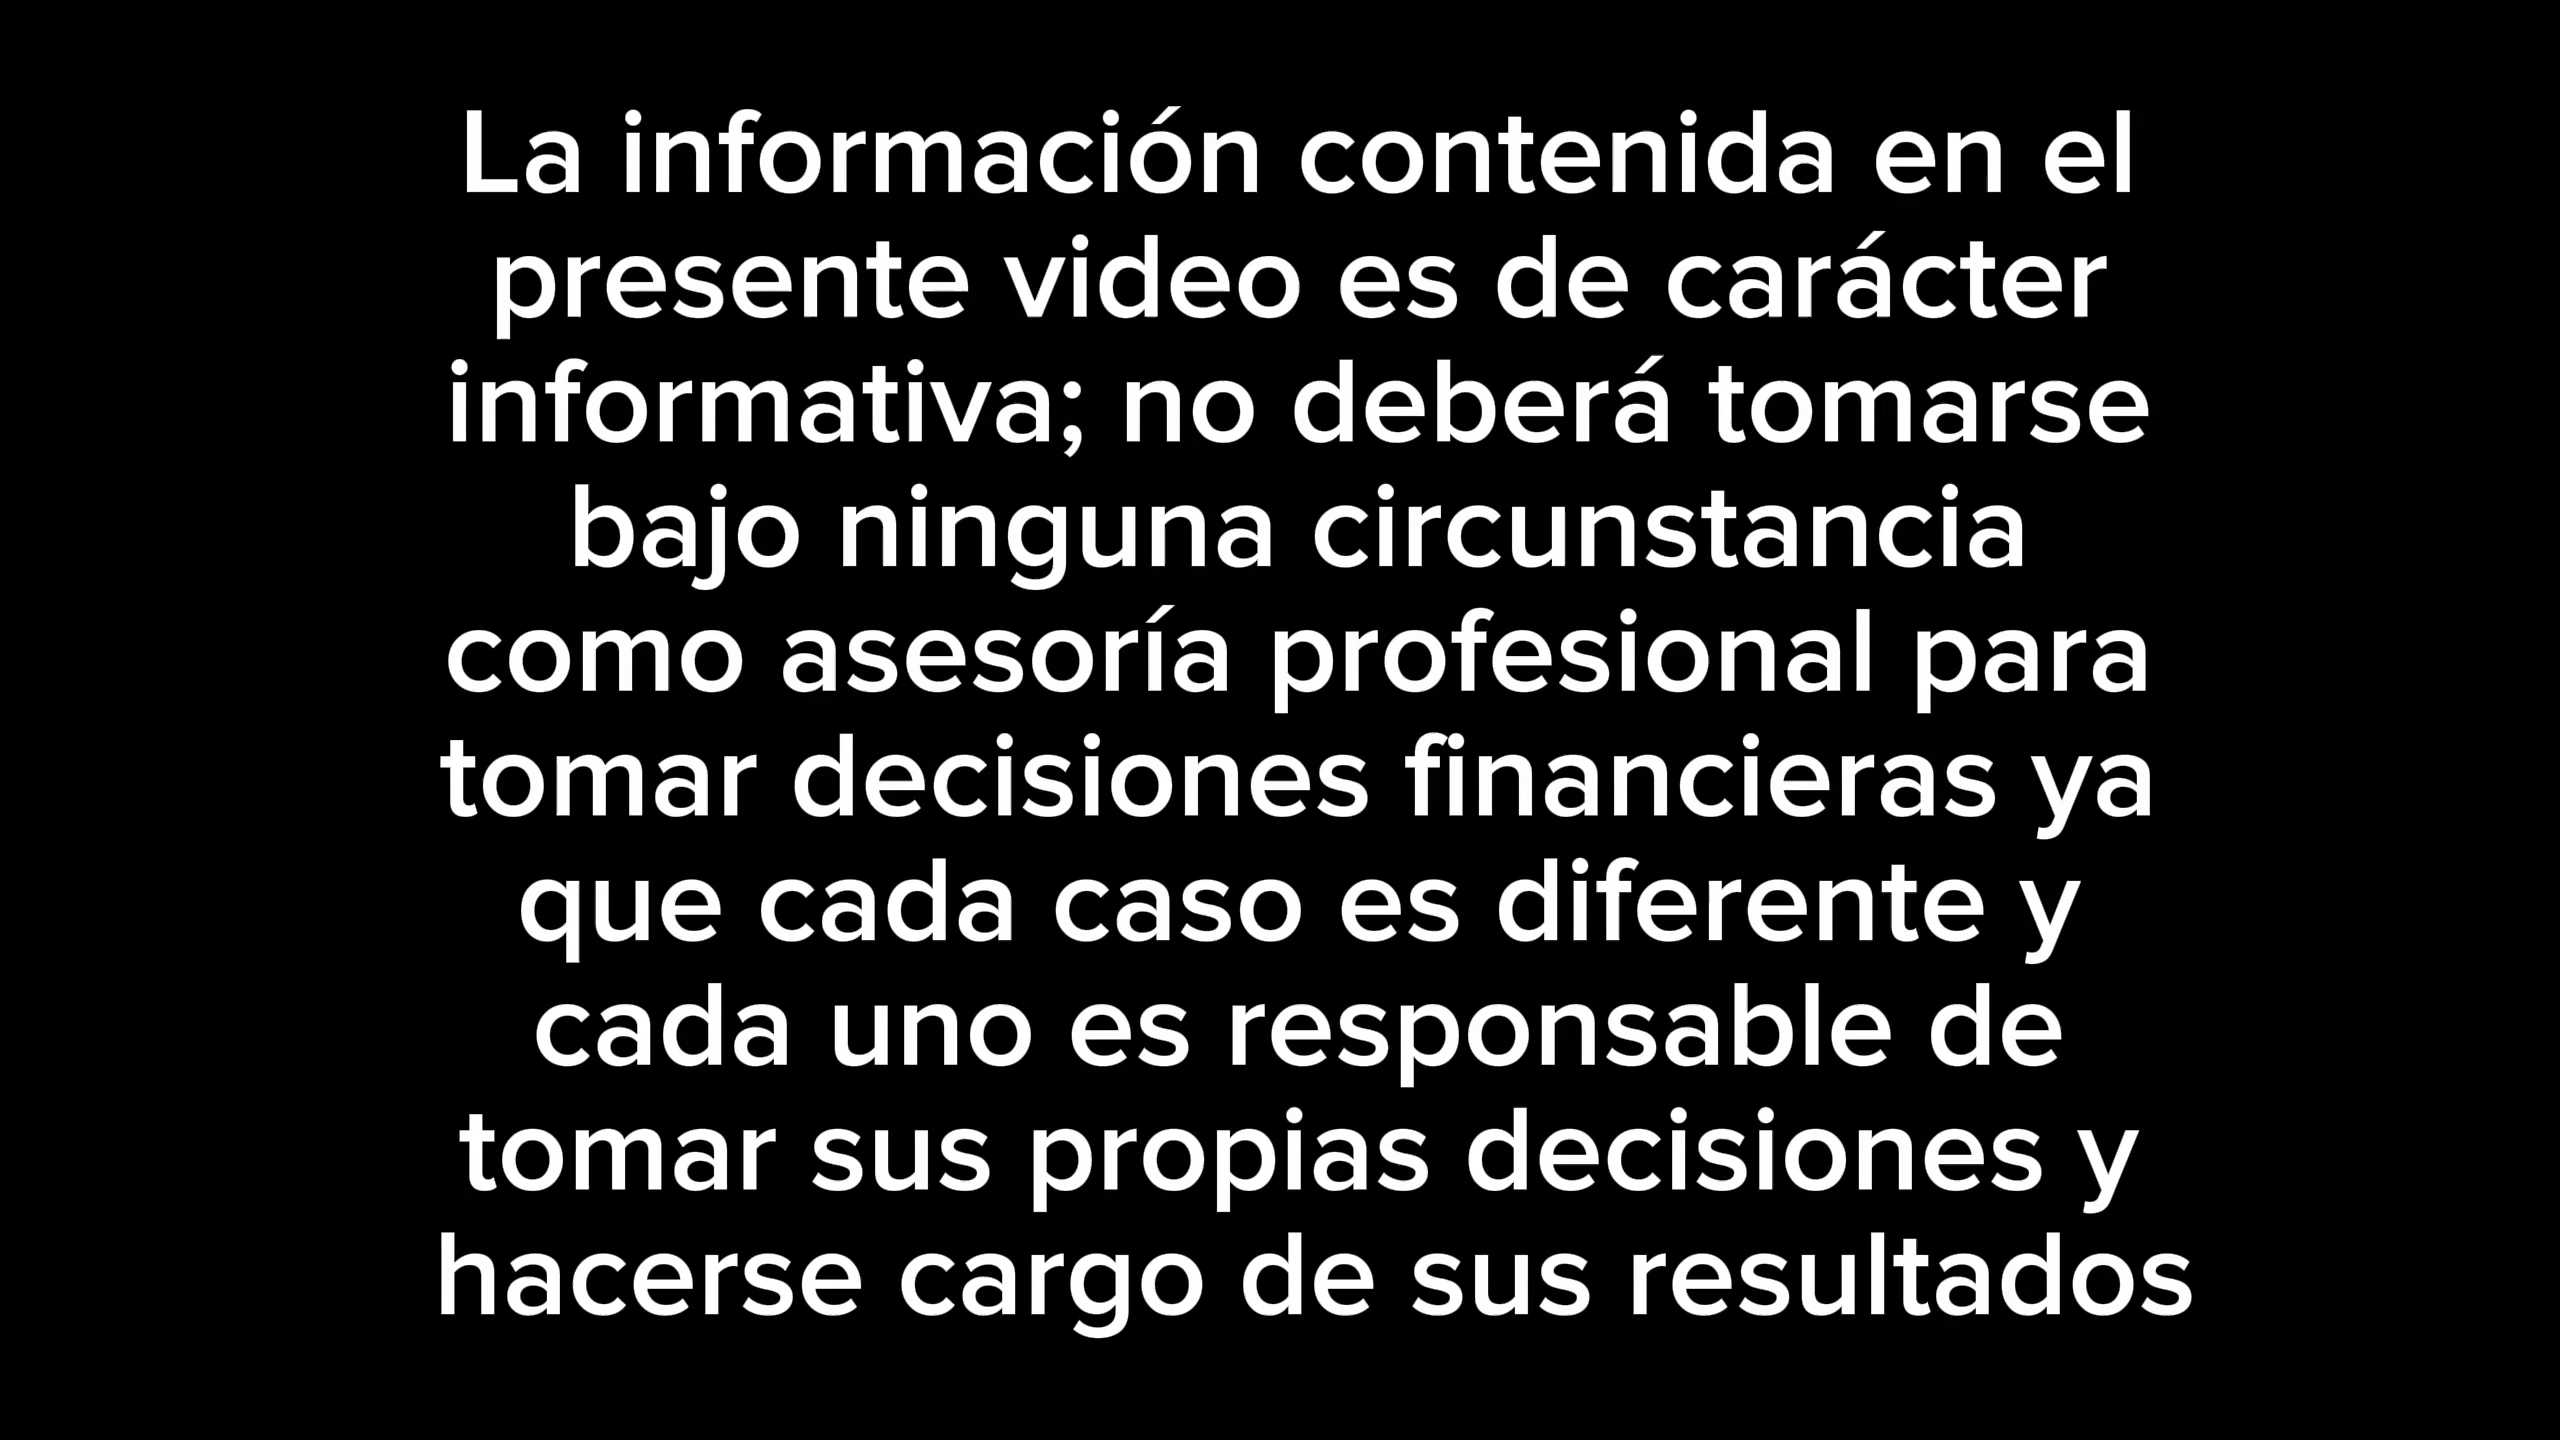 La información contenida en el
presente video es de carácter
informativa; no deberá tomarse
bajo ninguna circunstancia
como asesoría profesional para
tomar decisiones financieras ya
que cada caso es diferente y
cada uno es responsable de
tomar sus propias decisiones y
hacerse cargo de sus resultados